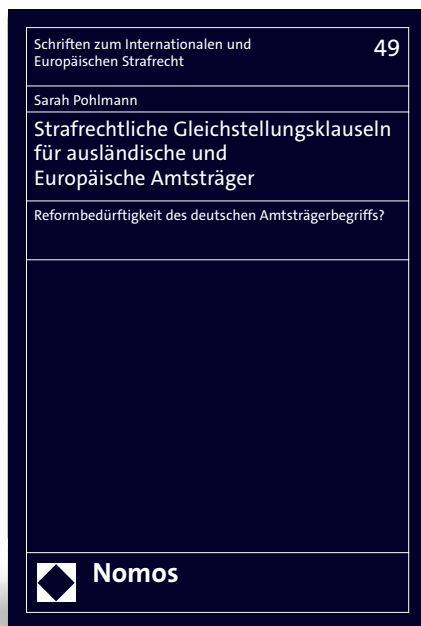 Schriften zum Internationalen und
Europäischen Strafrecht
49
Sarah Pohlmann
Strafrechtliche Gleichstellungsklauseln
für ausländische und
Europäische Amtsträger
Reformbedürftigkeit des deutschen Amtsträgerbegriffs?
Nomos